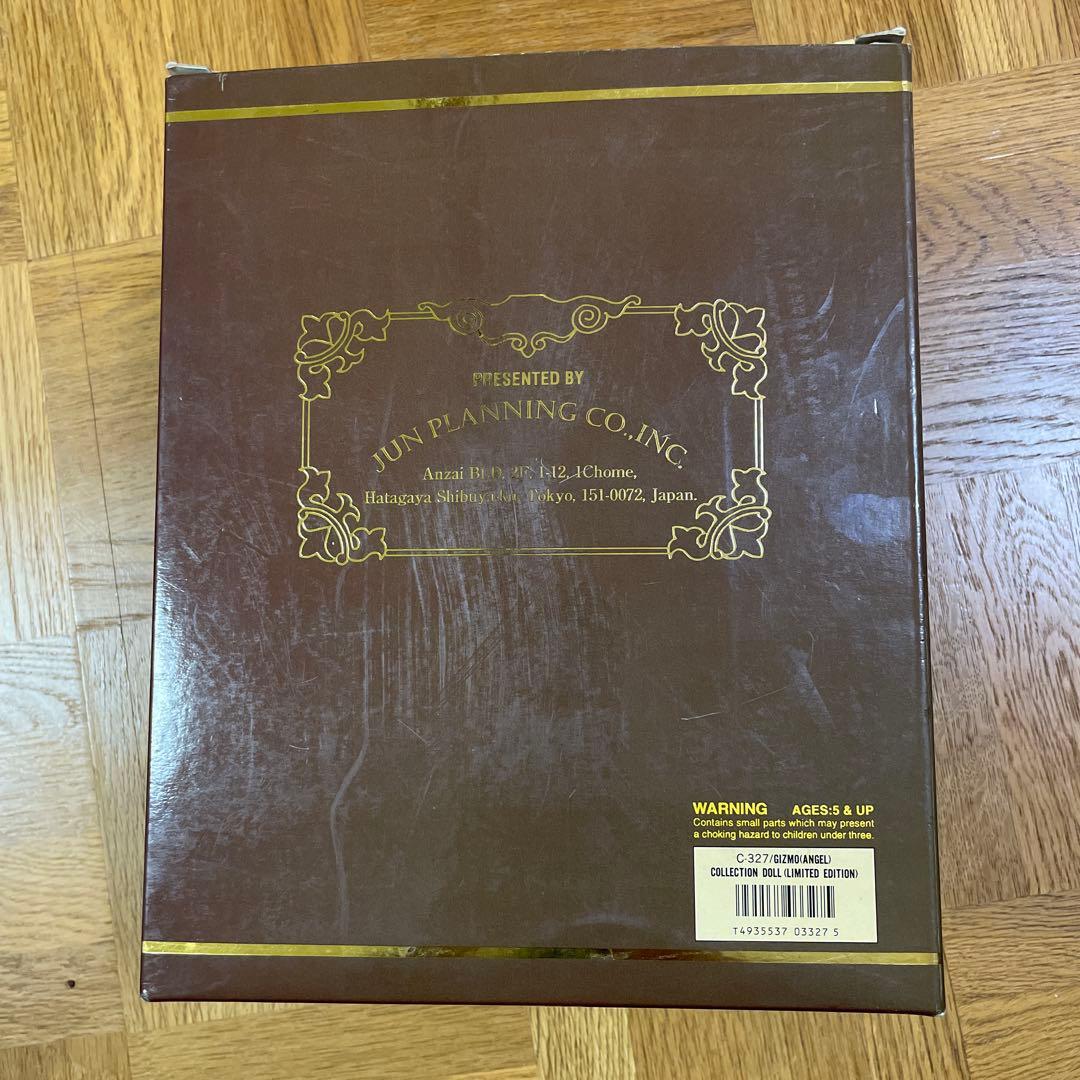 PRESENTED BY
JUN PLANNING CO.,INC.
Anzai BLD, 2F, 1-12, 1Chome,
Hatagaya Shibuya-ku, Tokyo, 151-0072, Japan.
WARNING AGES:5 & UP
Contains small parts which may present
a choking hazard to children under three.
C-327/GIZMO(ANGEL)
COLLECTION DOLL (LIMITED EDITION)
T4935537 03327 5